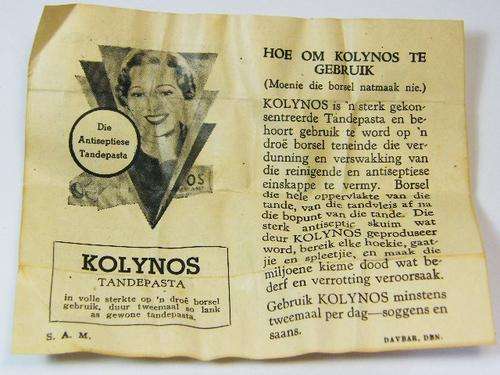 Die
Antiseptiese
Tandepasta
OS
KOLYNOS
TANDEPASTA
in volle sterkte op 'n droë borsel
gebruik, duur tweemaal so lank
as gewone tandepasta.
S. A. M.
HOE OM KOLYNOS TE
GEBRUIK
(Moenie die borsel natmaak nie.)
KOLYNOS is 'n sterk gekon-
sentreerde Tandepasta en be-
hoort gebruik te word op 'n
droë borsel teneinde die ver-
dunning en verswakking van
die reinigende en antiseptiese
einskappe te vermy. Borsel
die hele oppervlakte van die
tande, van die tandvleis af na
die bopunt van die tande. Die
sterk antiseptic skuim wat
deur KOLYNOS geproduseer
word, bereik elke hoekie, gaat-
jie en spleetjie, en maak die
miljoene kieme dood wat be-
derf en verrotting veroorsaak.
Gebruik KOLYNOS minstens
tweemaal per dag—soggens en
saans.
DAVBAR, DBN.